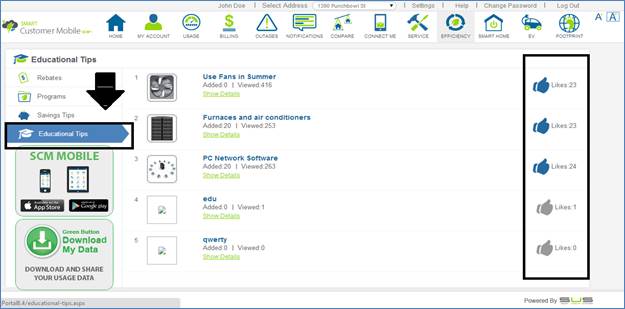 John Doe | Select Address 1390 Punchbowl St | Settings | Help | Change Password | Log Out
SMART
Customer Mobile
HOME MY ACCOUNT USAGE BILLING OUTAGES NOTIFICATIONS COMPARE CONNECT ME SERVICE EFFICIENCY SMART HOME EV FOOTPRINT A A
Educational Tips
Rebates
Programs
Savings Tips
Educational Tips
SCM MOBILE
Available on the
App Store
Google play
Green Button
Download
My Data
DOWNLOAD AND SHARE
YOUR USAGE DATA
1 Use Fans in Summer
Added:0 | Viewed:416
Show Details
Likes:23
2 Furnaces and air conditioners
Added:20 | Viewed:253
Show Details
Likes:23
3 PC Network Software
Added:20 | Viewed:263
Show Details
Likes:24
4 edu
Added:0 | Viewed:1
Show Details
Likes:1
5 qwerty
Added:0 | Viewed:0
Show Details
Likes:0
Portal8.4/educational-tips.aspx
Powered By SUS